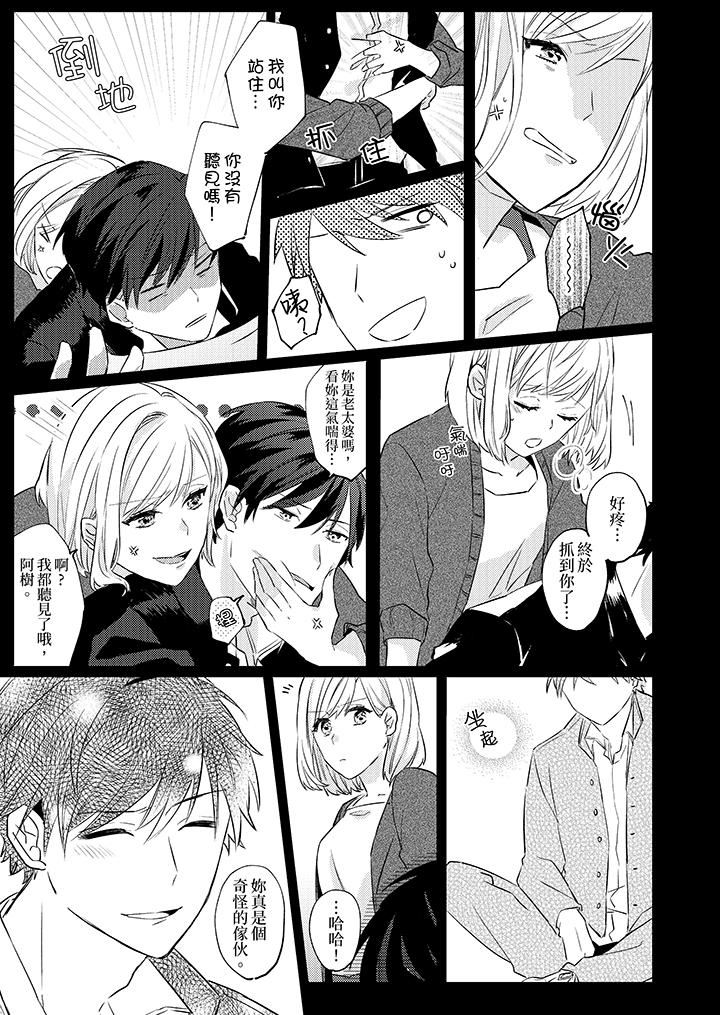 惱火
抓住
咦？
我叫你
站住…
你沒有
聽見嗎！
倒地
好疼…
終於
抓到你了…
氣喘
吁吁
妳是老太婆嗎，
看妳這氣喘得…
捏
啊？
我都聽見了哦，
阿樹。
坐起
…哈哈！
妳真是個
奇怪的傢伙。